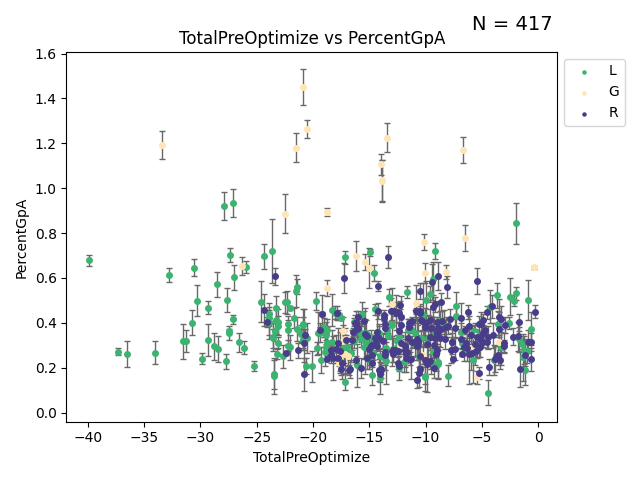 N = 417
TotalPreOptimize vs PercentGpA
1.6
1.4
1.2
1.0
0.8
0.6
0.4
0.2
0.0
PercentGpA
−40 −35 −30 −25 −20 −15 −10 −5 0
TotalPreOptimize
L
G
R